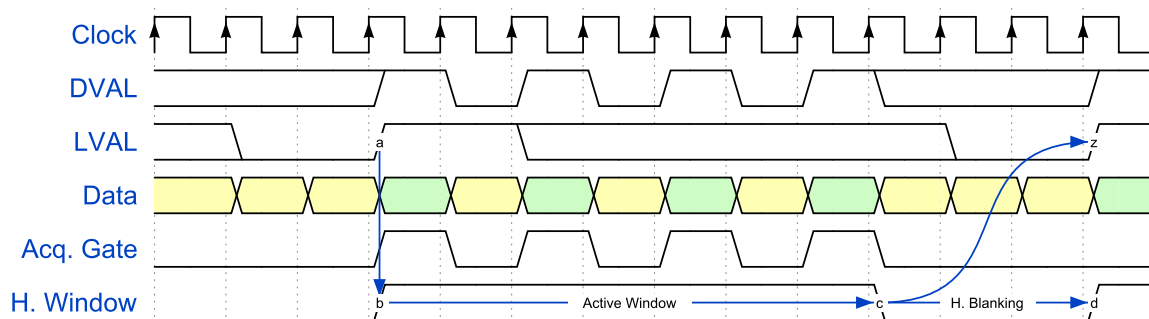 Clock
DVAL
LVAL
a
z
Data
Acq. Gate
H. Window
b
Active Window
c
H. Blanking
d